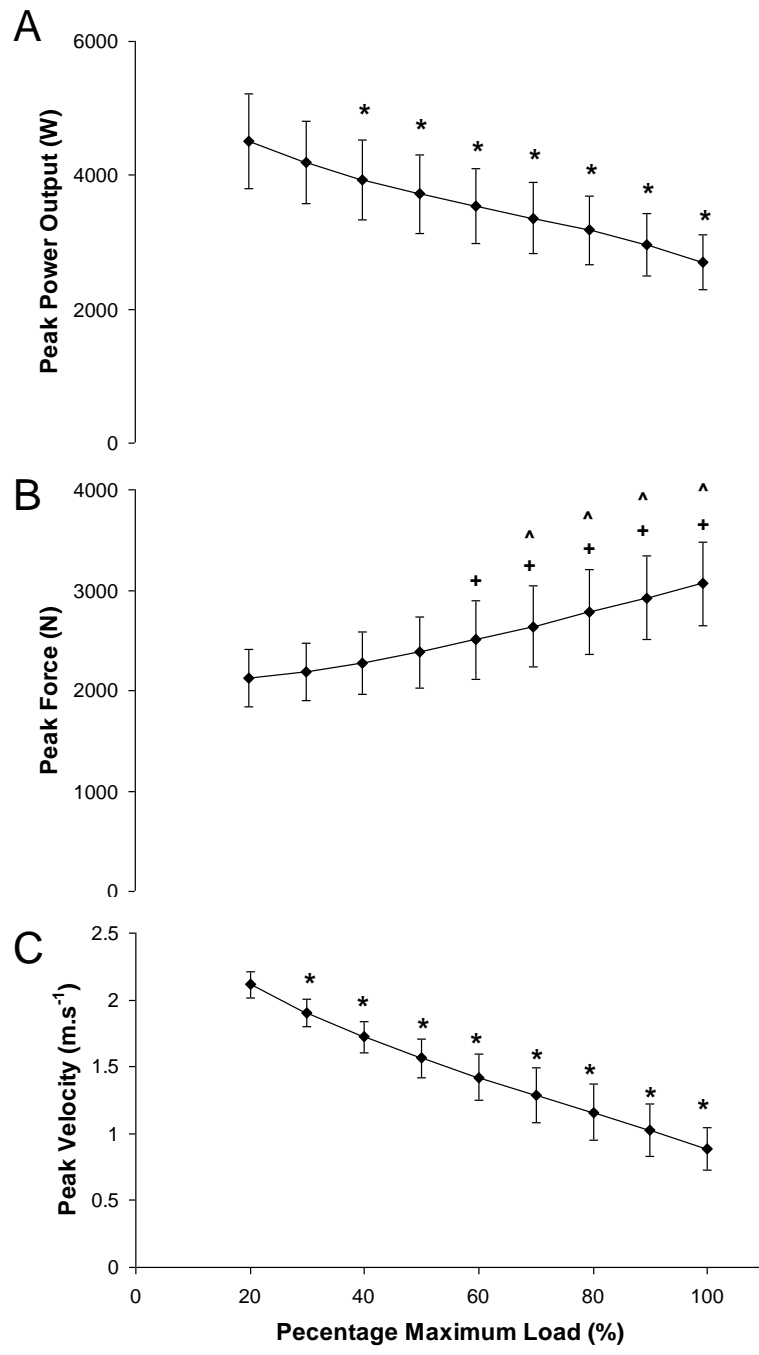 A
6000
4000
2000
0
Peak Power Output (W)
* * * * * * *
B
4000
3000
2000
1000
0
Peak Force (N)
^ ^ ^ ^
+ + + + +
C
2.5
2
1.5
1
0.5
0
Peak Velocity (m.s-1)
* * * * * * * *
0 20 40 60 80 100
Pecentage Maximum Load (%)